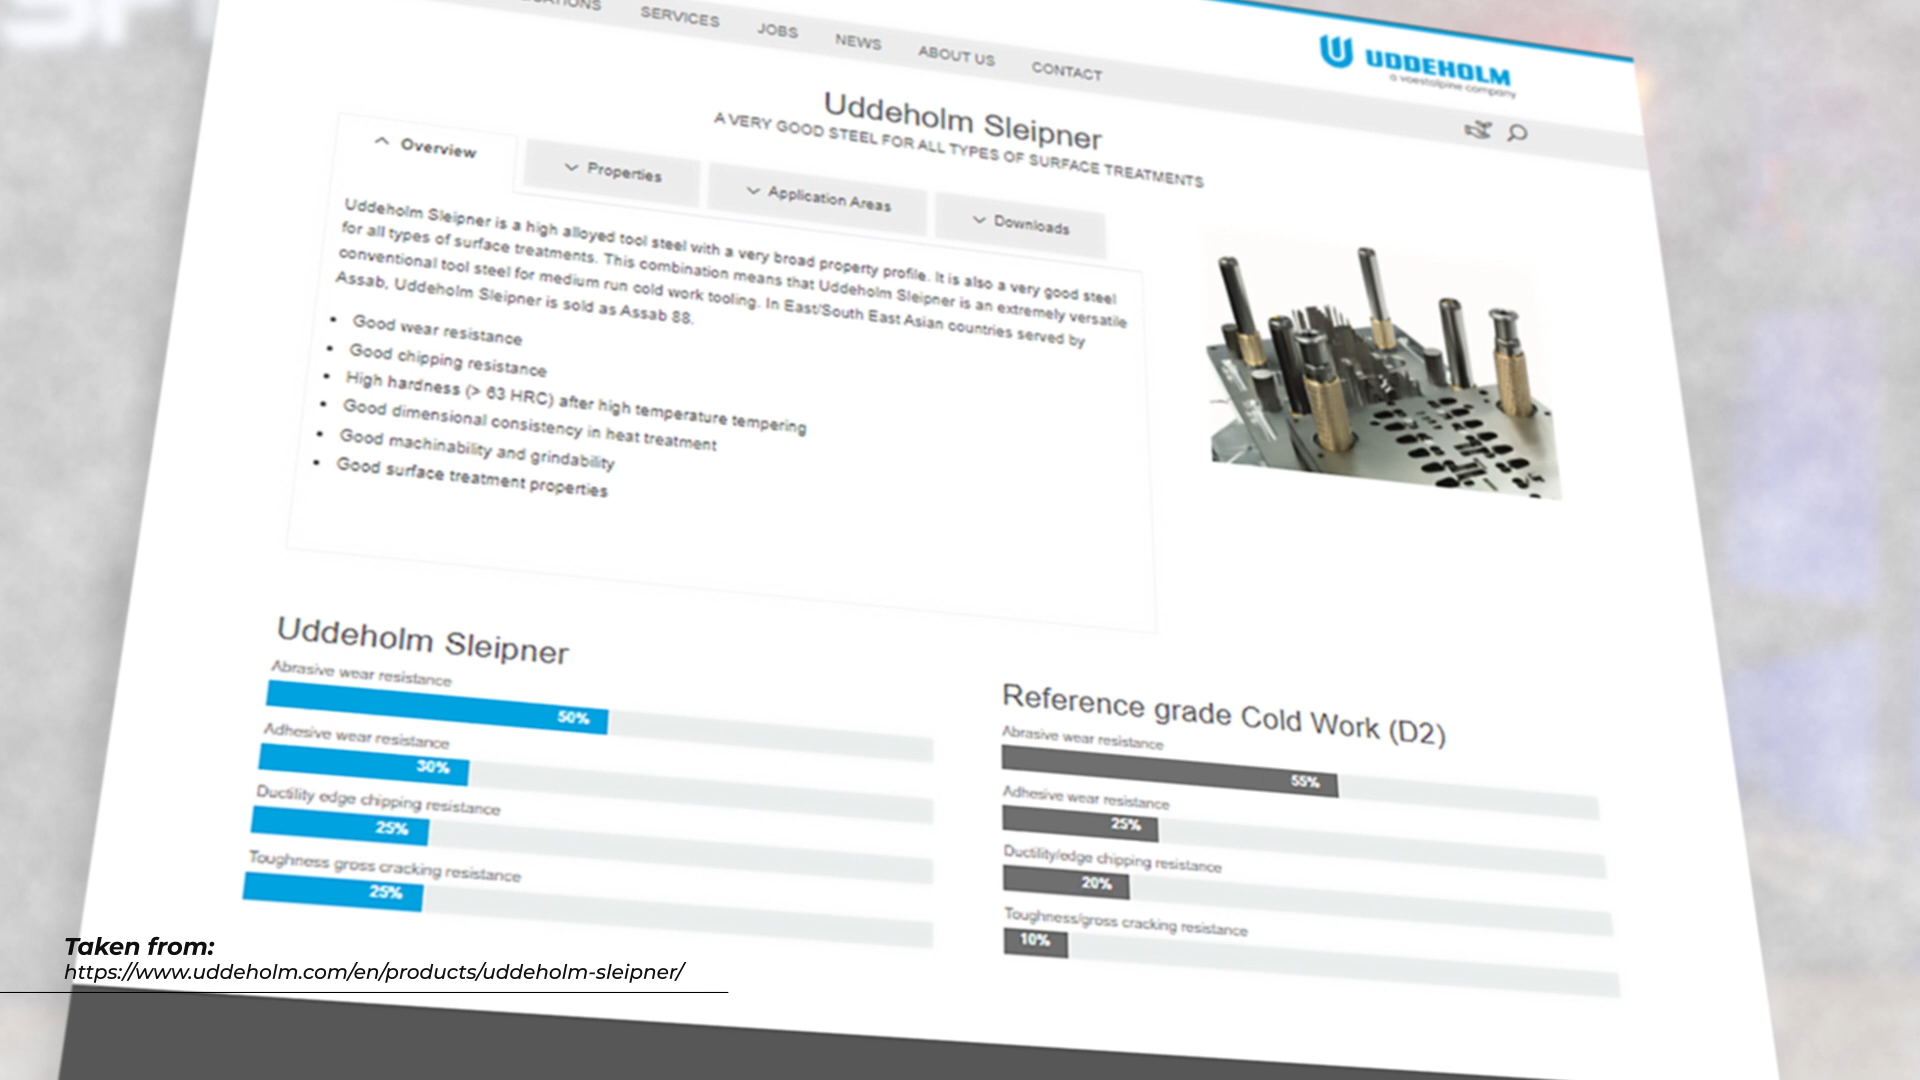 SERVICES
JOBS
NEWS
ABOUT US
CONTACT
UDDEHOLM
a voestalpine company
Uddeholm Sleipner
A VERY GOOD STEEL FOR ALL TYPES OF SURFACE TREATMENTS
Overview
Properties
Application Areas
Downloads
Uddeholm Sleipner is a high alloyed tool steel with a very broad property profile. It is also a very good steel
for all types of surface treatments. This combination means that Uddeholm Sleipner is an extremely versatile
conventional tool steel for medium run cold work tooling. In East/South East Asian countries served by
Assab, Uddeholm Sleipner is sold as Assab 88.
• Good wear resistance
• Good chipping resistance
• High hardness (> 63 HRC) after high temperature tempering
• Good dimensional consistency in heat treatment
• Good machinability and grindability
• Good surface treatment properties
Uddeholm Sleipner
Abrasive wear resistance
50%
Adhesive wear resistance
30%
Ductility edge chipping resistance
25%
Toughness gross cracking resistance
25%
Reference grade Cold Work (D2)
Abrasive wear resistance
55%
Adhesive wear resistance
25%
Ductility/edge chipping resistance
20%
Toughness/gross cracking resistance
10%
Taken from:
https://www.uddeholm.com/en/products/uddeholm-sleipner/